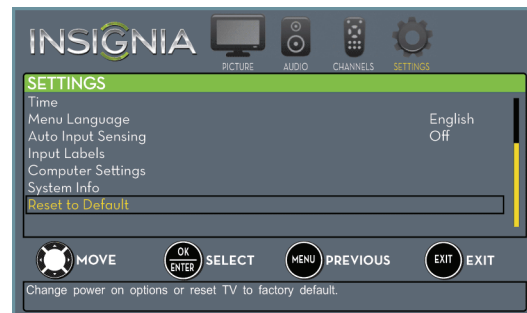 INSIGNIA
PICTURE AUDIO CHANNELS SETTINGS
SETTINGS
Time
Menu Language English
Auto Input Sensing Off
Input Labels
Computer Settings
System Info
Reset to Default
MOVE OK ENTER SELECT MENU PREVIOUS EXIT EXIT
Change power on options or reset TV to factory default.